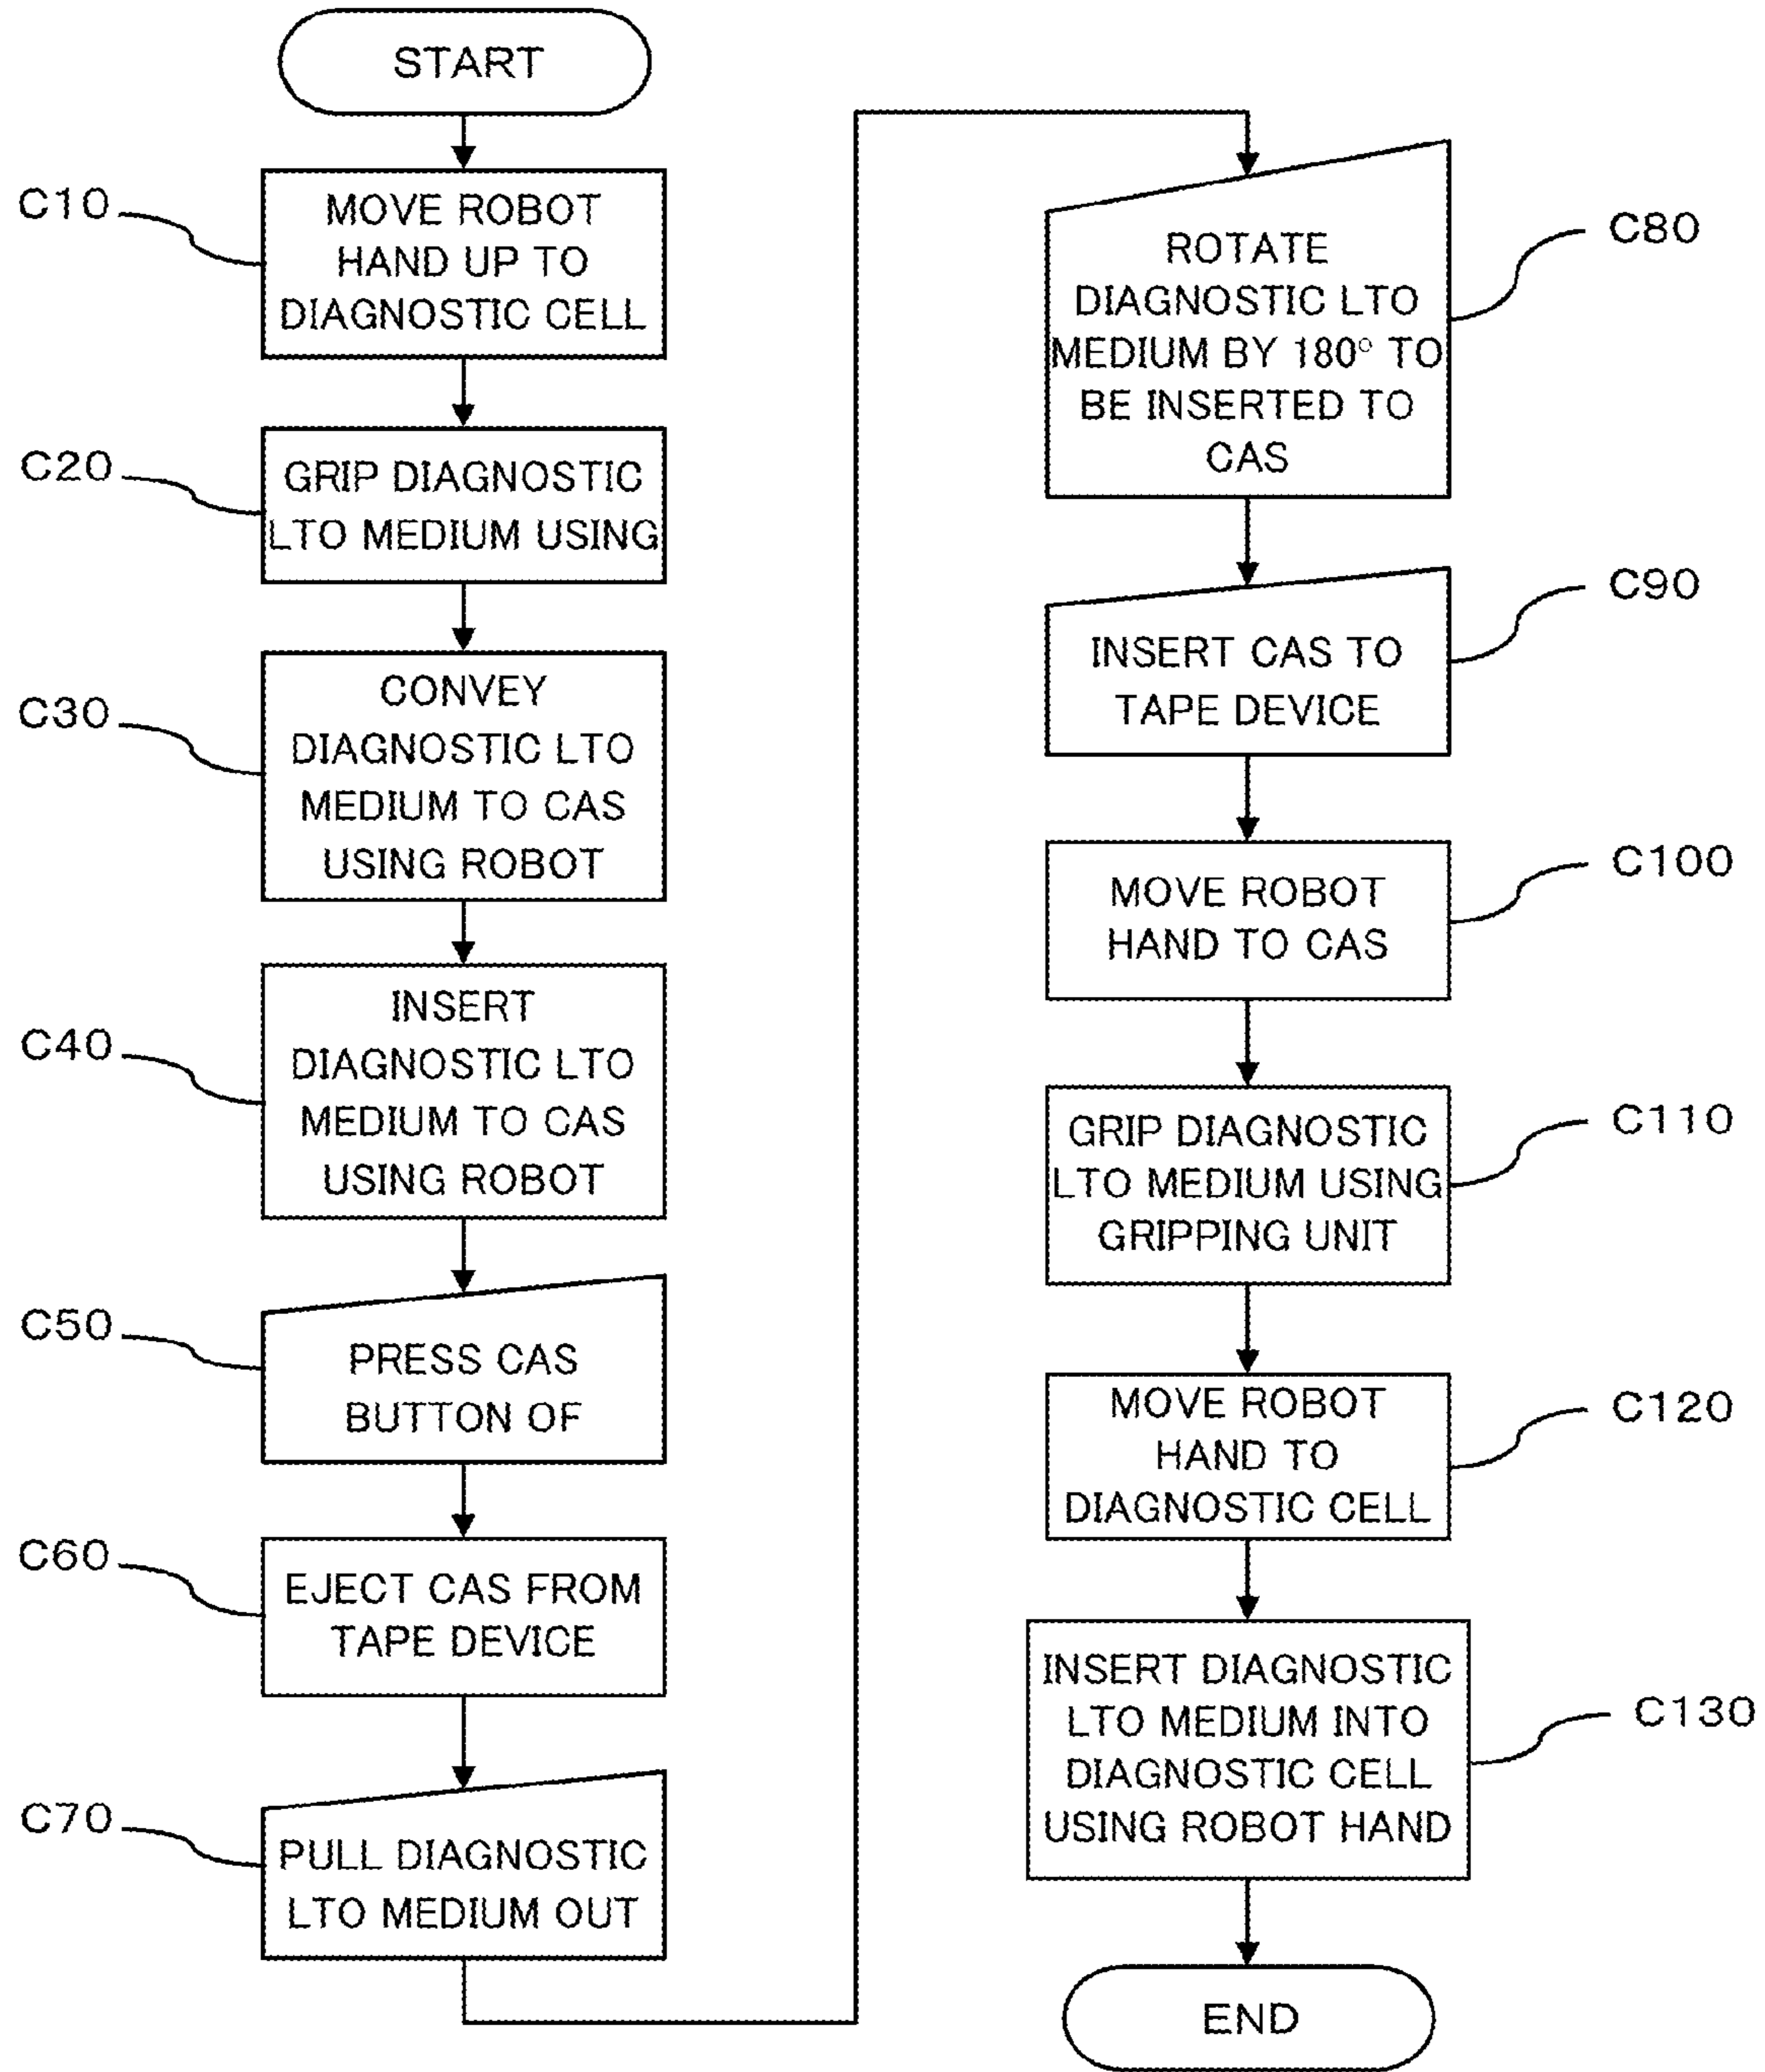 START
C10
MOVE ROBOT
HAND UP TO
DIAGNOSTIC CELL
C20
GRIP DIAGNOSTIC
LTO MEDIUM USING
C30
CONVEY
DIAGNOSTIC LTO
MEDIUM TO CAS
USING ROBOT
C40
INSERT
DIAGNOSTIC LTO
MEDIUM TO CAS
USING ROBOT
C50
PRESS CAS
BUTTON OF
C60
EJECT CAS FROM
TAPE DEVICE
C70
PULL DIAGNOSTIC
LTO MEDIUM OUT
C80
ROTATE
DIAGNOSTIC LTO
MEDIUM BY 180° TO
BE INSERTED TO
CAS
C90
INSERT CAS TO
TAPE DEVICE
C100
MOVE ROBOT
HAND TO CAS
C110
GRIP DIAGNOSTIC
LTO MEDIUM USING
GRIPPING UNIT
C120
MOVE ROBOT
HAND TO
DIAGNOSTIC CELL
C130
INSERT DIAGNOSTIC
LTO MEDIUM INTO
DIAGNOSTIC CELL
USING ROBOT HAND
END